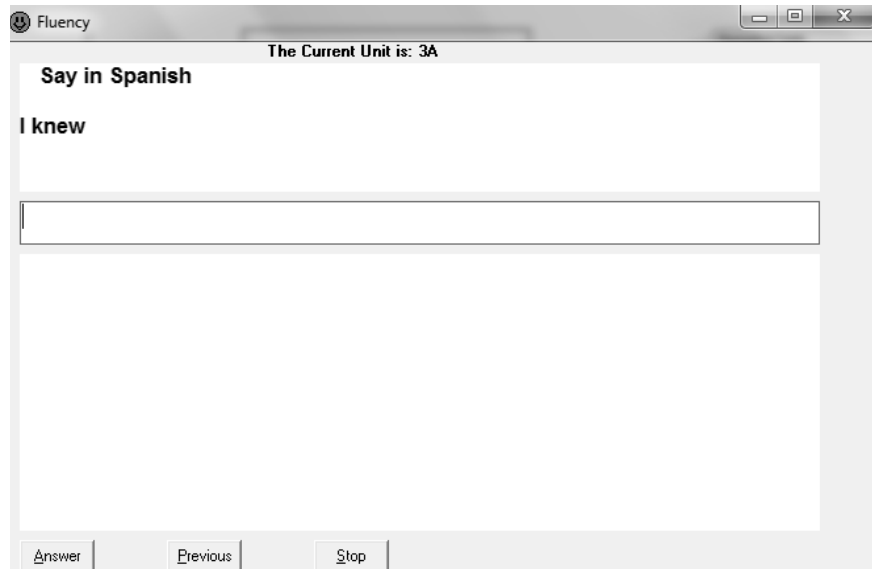 Fluency
The Current Unit is: 3A
Say in Spanish
I knew
Answer Previous Stop